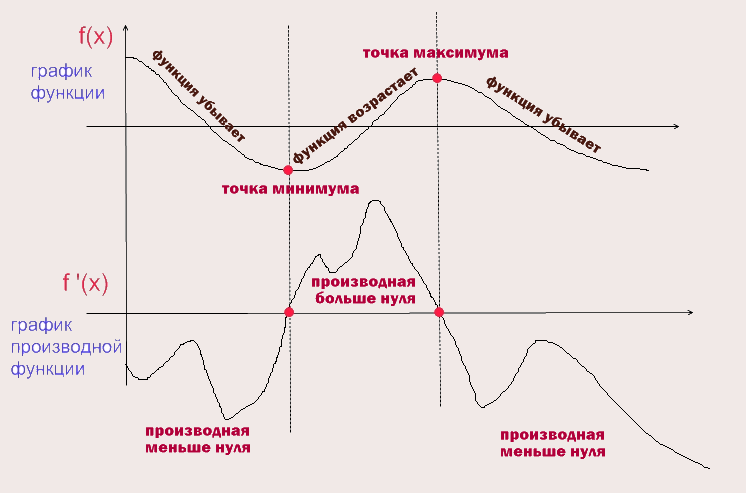 f(x)
график
функции
функция убывает
функция возрастает
точка максимума
функция убывает
точка минимума
f '(x)
график
производной
функции
производная
больше нуля
производная
меньше нуля
производная
меньше нуля